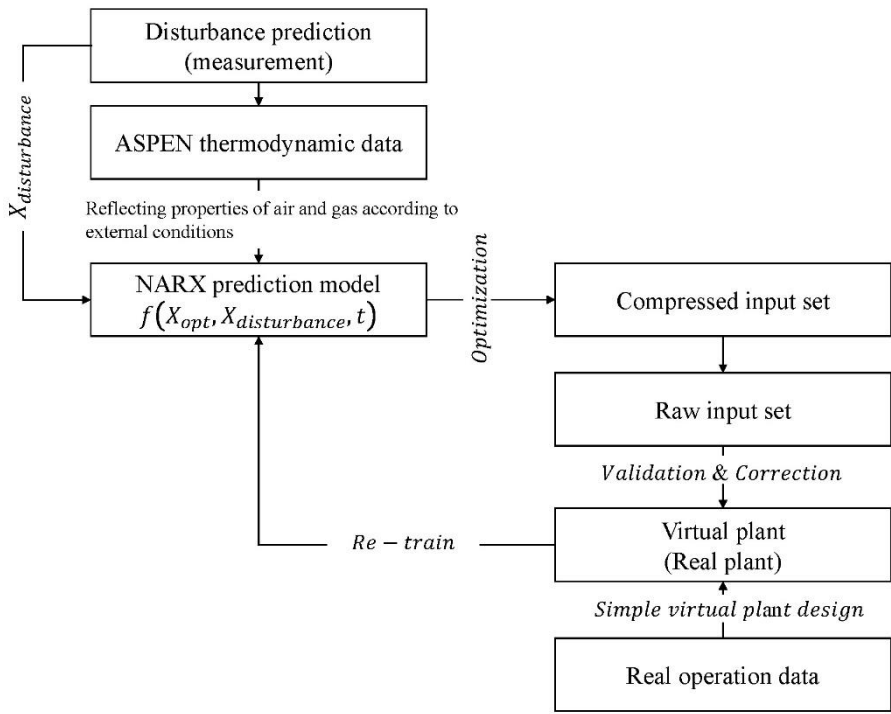 Disturbance prediction
(measurement)
X_disturbance
ASPEN thermodynamic data
Reflecting properties of air and gas according to
external conditions
NARX prediction model
f(X_opt, X_disturbance, t)
Optimization
Compressed input set
Raw input set
Validation & Correction
Virtual plant
(Real plant)
Re − train
Simple virtual plant design
Real operation data